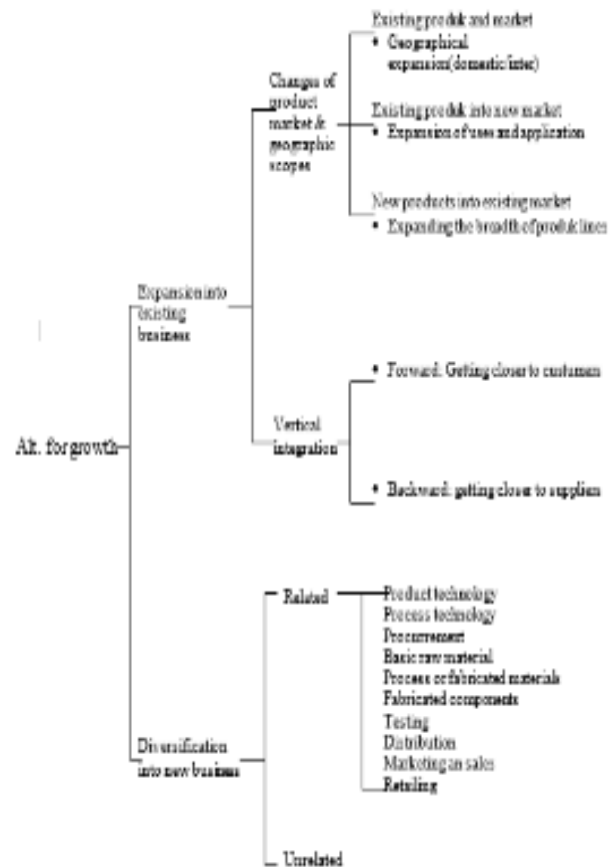 Existing produk and market
• Geographical
expansion(domestic/inter)
Changes of
product
market &
geographic
scopes
Existing produk into new market
• Expansion of uses and application
New products into existing market
• Expanding the breadth of produk lines
Expansion into
existing
business
• Forward: Getting closer to custumers
Vertical
integration
Alt. for growth
• Backward: getting closer to suppliers
Related
Product technology
Process technology
Procurrement
Basic raw material
Process or fabricated materials
Fabricated components
Testing
Distribution
Marketing an sales
Retailing
Diversification
into new business
Unrelated